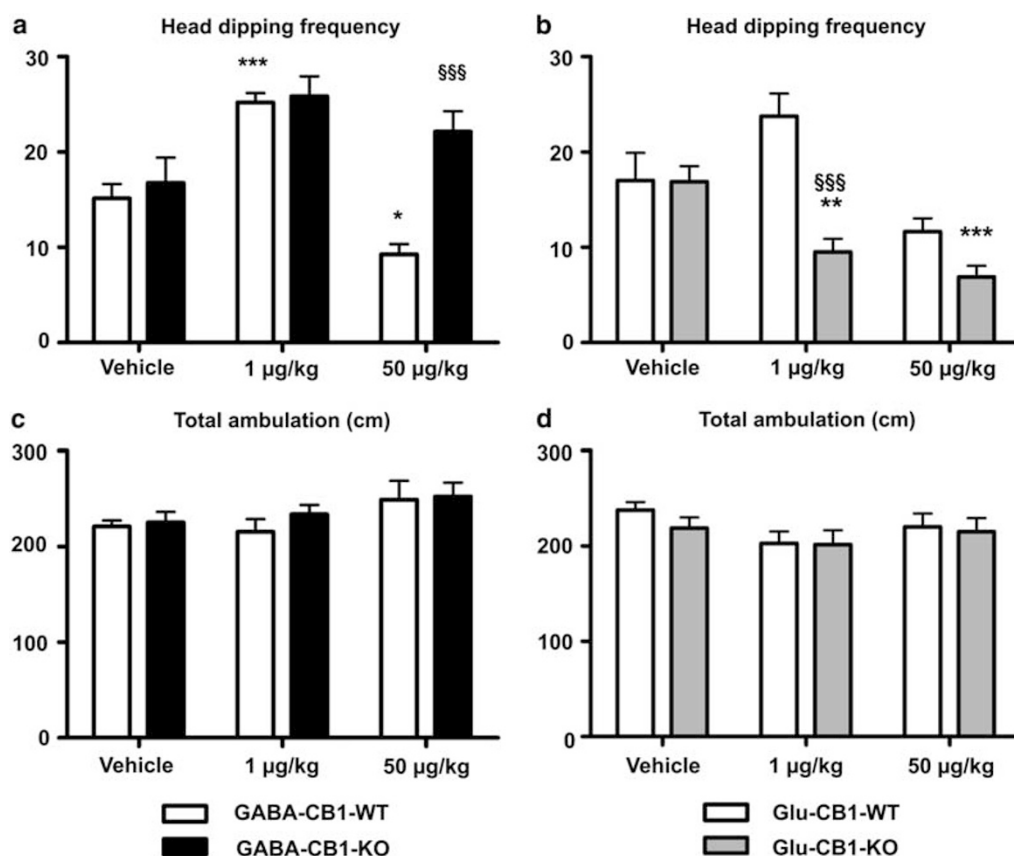 a
Head dipping frequency
30
20
10
0
***
*
§§§
Vehicle
1 µg/kg
50 µg/kg
b
Head dipping frequency
30
20
10
0
§§§
**
***
Vehicle
1 µg/kg
50 µg/kg
c
Total ambulation (cm)
300
200
100
0
Vehicle
1 µg/kg
50 µg/kg
GABA-CB1-WT
GABA-CB1-KO
d
Total ambulation (cm)
300
200
100
0
Vehicle
1 µg/kg
50 µg/kg
Glu-CB1-WT
Glu-CB1-KO